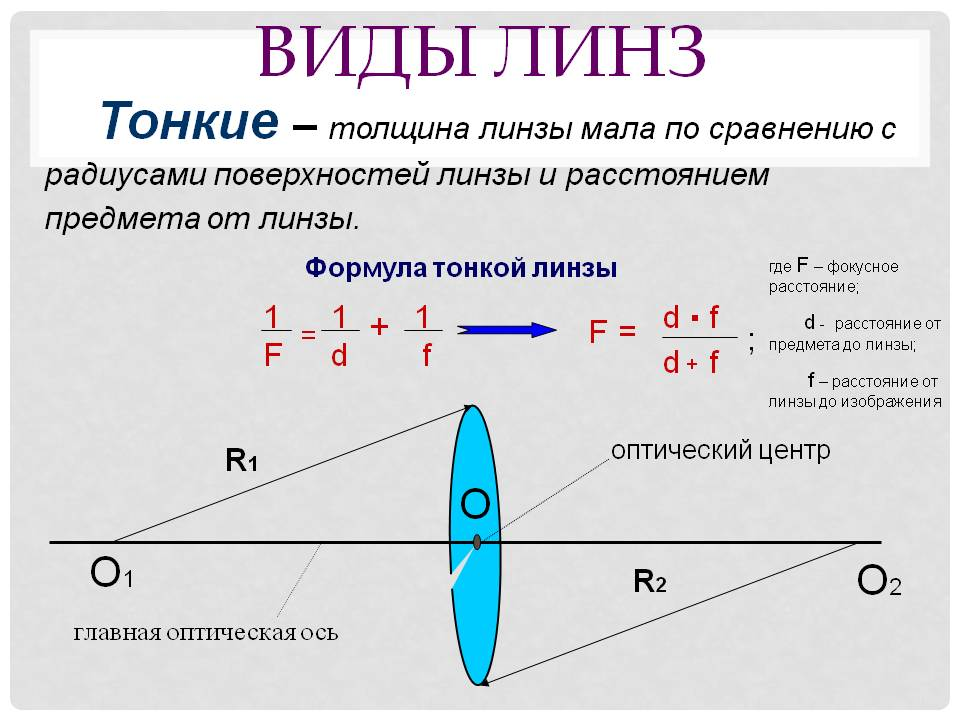 ВИДЫ ЛИНЗ
Тонкие – толщина линзы мала по сравнению с
радиусами поверхностей линзы и расстоянием
предмета от линзы.
Формула тонкой линзы
1/F = 1/d + 1/f
F = d ▪ f / d + f ;
где F – фокусное
расстояние;
d - расстояние от
предмета до линзы;
f – расстояние от
линзы до изображения
R1
оптический центр
O
O1
R2
O2
главная оптическая ось